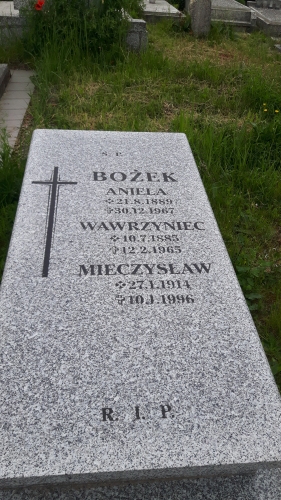 S. P.
BOŻEK
ANIELA
21.8.1889
30.12.1967
WAWRZYNIEC
10.7.1885
12.2.1965
MIECZYSŁAW
27.1.1914
10.1.1996
R. I. P.